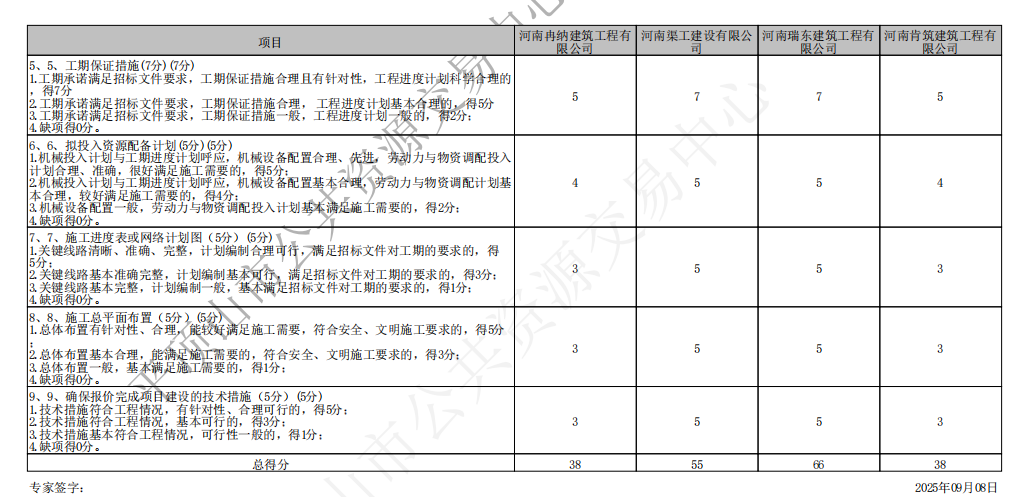 项目
河南冉纳建筑工程有
限公司
河南渠工建设有限公
司
河南瑞东建筑工程有
限公司
河南肯筑建筑工程有
限公司
5、5、工期保证措施(7分)(7分)
1.工期承诺满足招标文件要求, 工期保证措施合理且有针对性, 工程进度计划科学合理的
, 得7分
2.工期承诺满足招标文件要求, 工期保证措施合理, 工程进度计划基本合理的, 得5分
3.工期承诺满足招标文件要求, 工期保证措施一般, 工程进度计划一般的, 得2分;
4.缺项得0分。
5
7
7
5
6、6、拟投入资源配备计划(5分)(5分)
1.机械投入计划与工期进度计划呼应, 机械设备配置合理、先进, 劳动力与物资调配投入
计划合理、准确, 很好满足施工需要的, 得5分;
2.机械投入计划与工期进度计划呼应, 机械设备配置基本合理, 劳动力与物资调配计划基
本合理, 较好满足施工需要的, 得4分;
3.机械设备配置一般, 劳动力与物资调配投入计划基本满足施工需要的, 得2分;
4.缺项得0分。
4
5
5
4
7、7、施工进度表或网络计划图（5分）(5分)
1.关键线路清晰、准确、完整, 计划编制合理可行, 满足招标文件对工期的要求的, 得
5分;
2.关键线路基本准确完整, 计划编制基本可行, 满足招标文件对工期的要求的, 得3分;
3.关键线路基本完整, 计划编制一般, 基本满足招标文件对工期的要求的, 得1分;
4.缺项得0分。
3
5
5
3
8、8、施工总平面布置（5分）(5分)
1.总体布置有针对性、合理, 能较好满足施工需要, 符合安全、文明施工要求的, 得5分
;
2.总体布置基本合理, 能满足施工需要的, 符合安全、文明施工要求的, 得3分;
3.总体布置一般, 基本满足施工需要的, 得1分;
4.缺项得0分。
3
5
5
3
9、9、确保报价完成项目建设的技术措施（5分）(5分)
1.技术措施符合工程情况, 有针对性、合理可行的, 得5分;
2.技术措施符合工程情况, 基本可行的, 得3分;
3.技术措施基本符合工程情况, 可行性一般的, 得1分;
4.缺项得0分。
3
5
5
3
总得分
38
55
66
38
专家签字:
2025年09月08日
平顶山市公共资源交易中心
山市公共资源交易中心